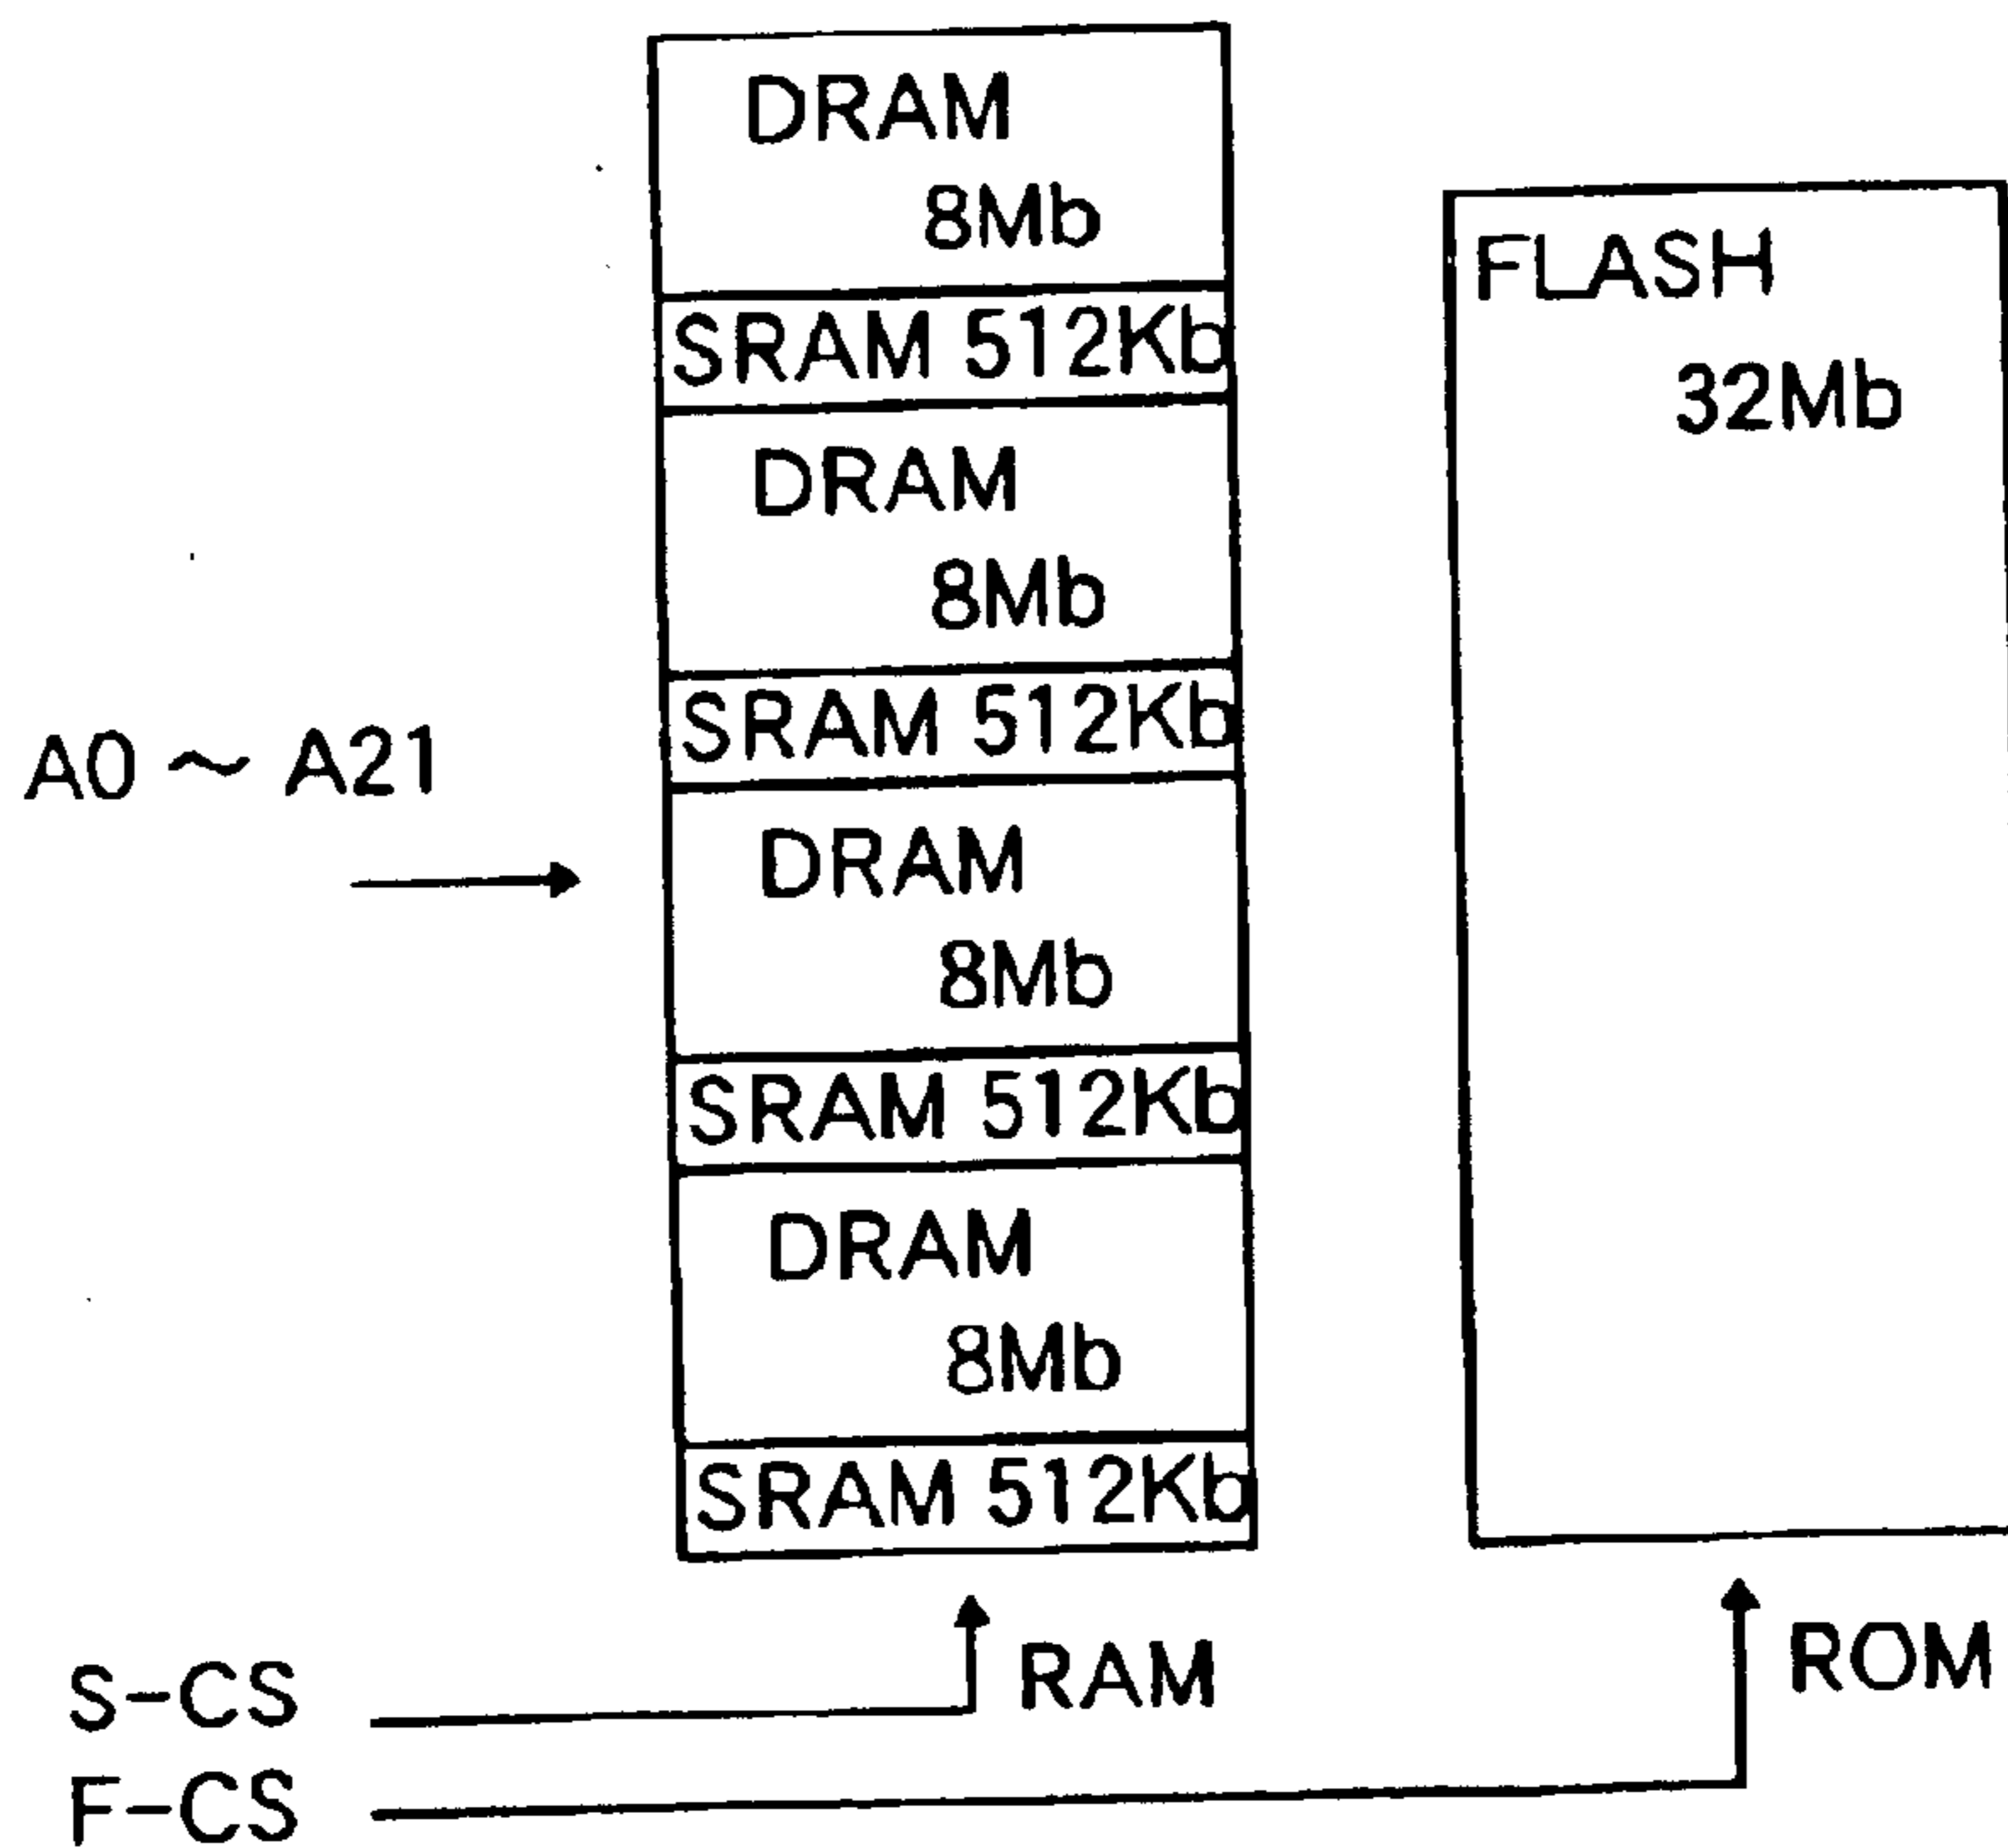 DRAM
8Mb
SRAM 512Kb
DRAM
8Mb
SRAM 512Kb
DRAM
8Mb
SRAM 512Kb
DRAM
8Mb
SRAM 512Kb
FLASH
32Mb
A0 ~ A21
RAM
ROM
S-CS
F-CS